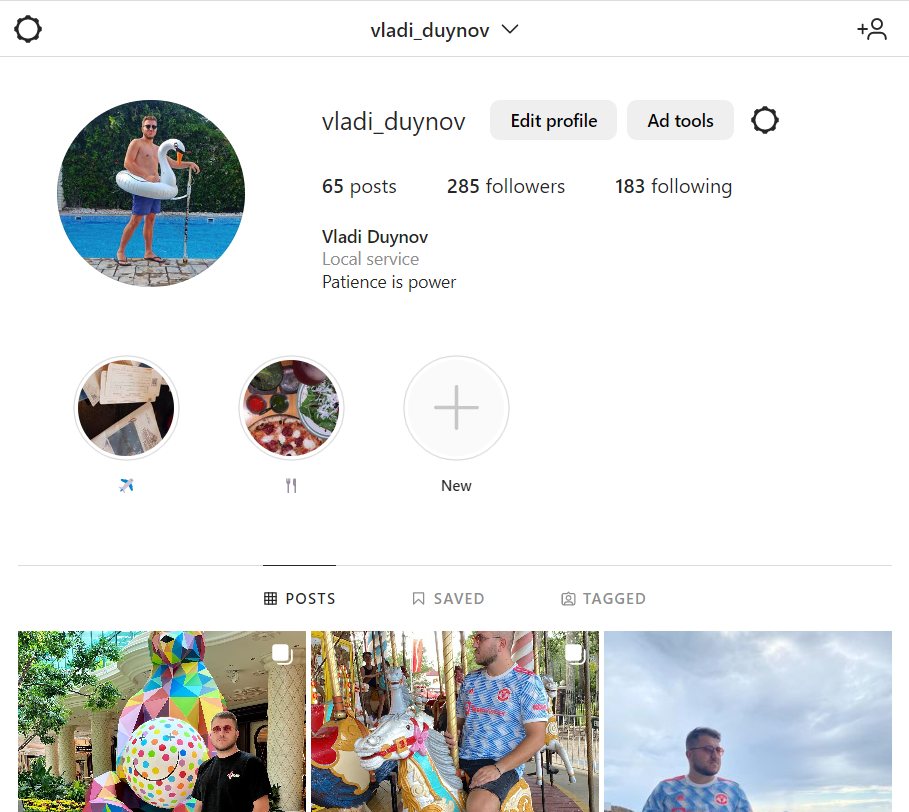 vladi_duynov
vladi_duynov Edit profile Ad tools
65 posts 285 followers 183 following
Vladi Duynov
Local service
Patience is power
New
POSTS SAVED TAGGED